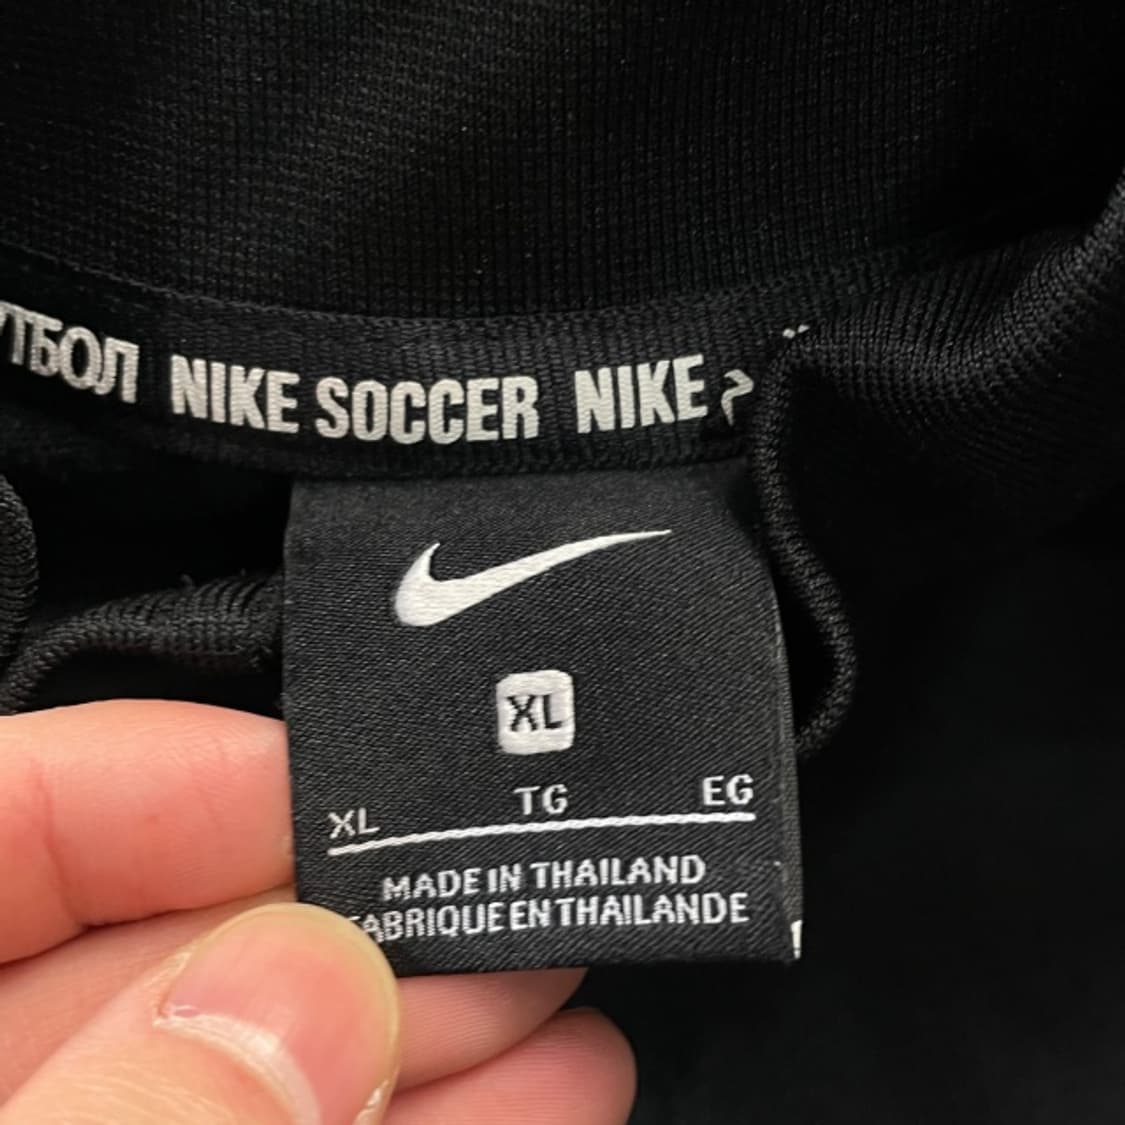 NIKE SOCCER NIKE
XL
XL TG EG
MADE IN THAILAND
FABRIQUE EN THAILANDE